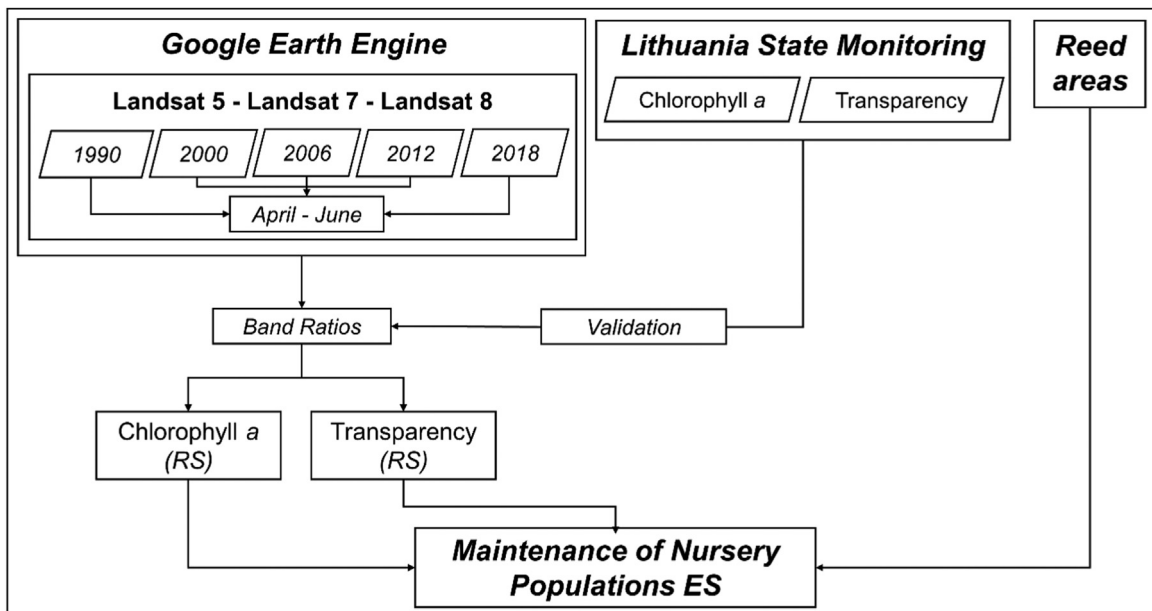 Google Earth Engine
Landsat 5 - Landsat 7 - Landsat 8
1990
2000
2006
2012
2018
April - June
Lithuania State Monitoring
Chlorophyll a
Transparency
Reed
areas
Band Ratios
Validation
Chlorophyll a
(RS)
Transparency
(RS)
Maintenance of Nursery
Populations ES